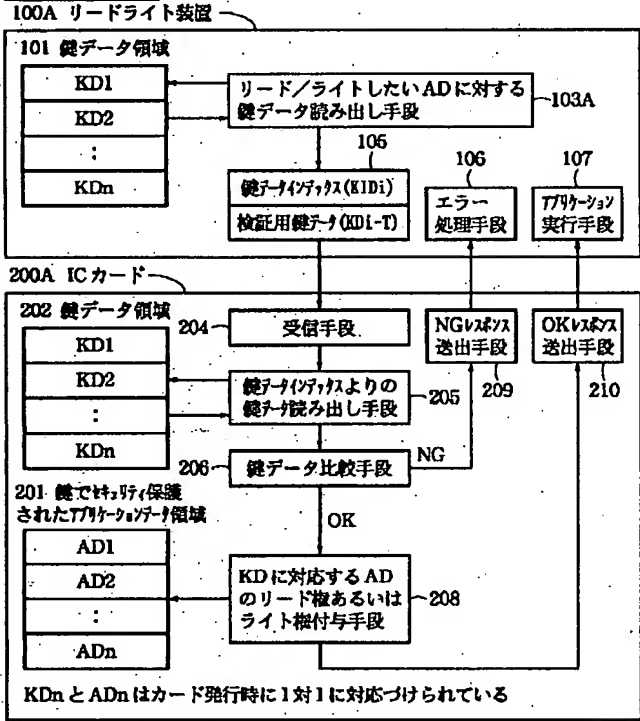 100A リードライト装置
101 鍵データ領域
KD1
KD2
:
KDn
リード/ライトしたいADに対する
鍵データ読み出し手段
103A
105
鍵データインデックス(KIDi)
検証用鍵データ(KDi-T)
106
エラー
処理手段
107
アプリケーション
実行手段
200A ICカード
202 鍵データ領域
KD1
KD2
:
KDn
204
受信手段
鍵データインデックスよりの
鍵データ読み出し手段
205
206
鍵データ比較手段
NG
OK
NGレスポンス
送出手段
209
OKレスポンス
送出手段
210
201 鍵でセキュリティ保護
されたアプリケーションデータ領域
AD1
AD2
:
ADn
KDに対応するAD
のリード権あるいは
ライト権付与手段
208
KDnとADnはカード発行時に1対1に対応づけられている